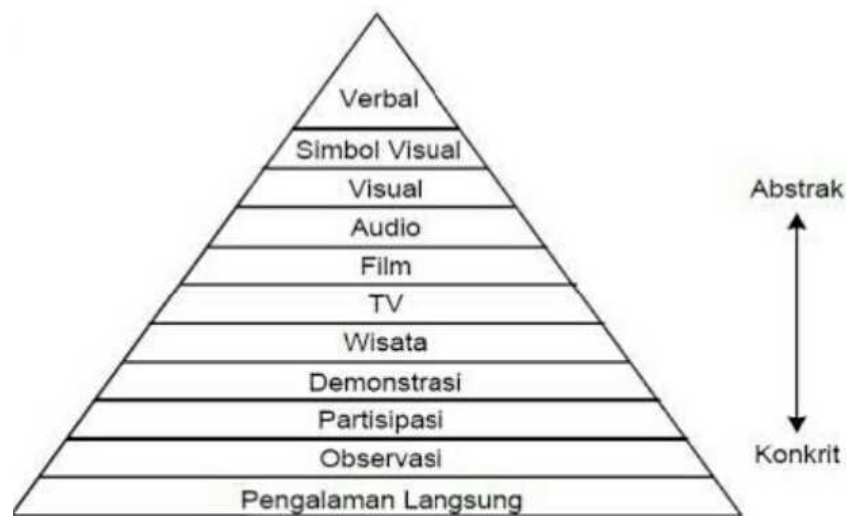 Verbal
Simbol Visual
Visual
Audio
Film
TV
Wisata
Demonstrasi
Partisipasi
Observasi
Pengalaman Langsung
Abstrak
Konkrit